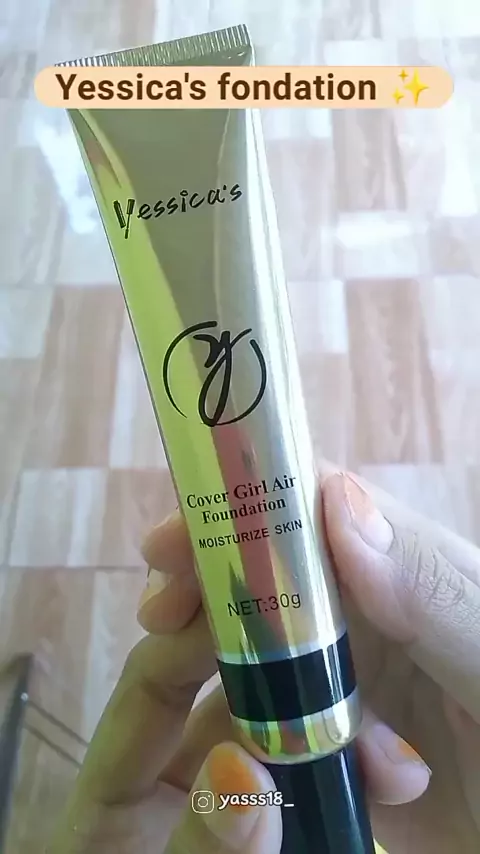 Yessica's fondation ✨
Yessica's
y
Cover Girl Air
Foundation
MOISTURIZE SKIN
NET:30g
yasss18_